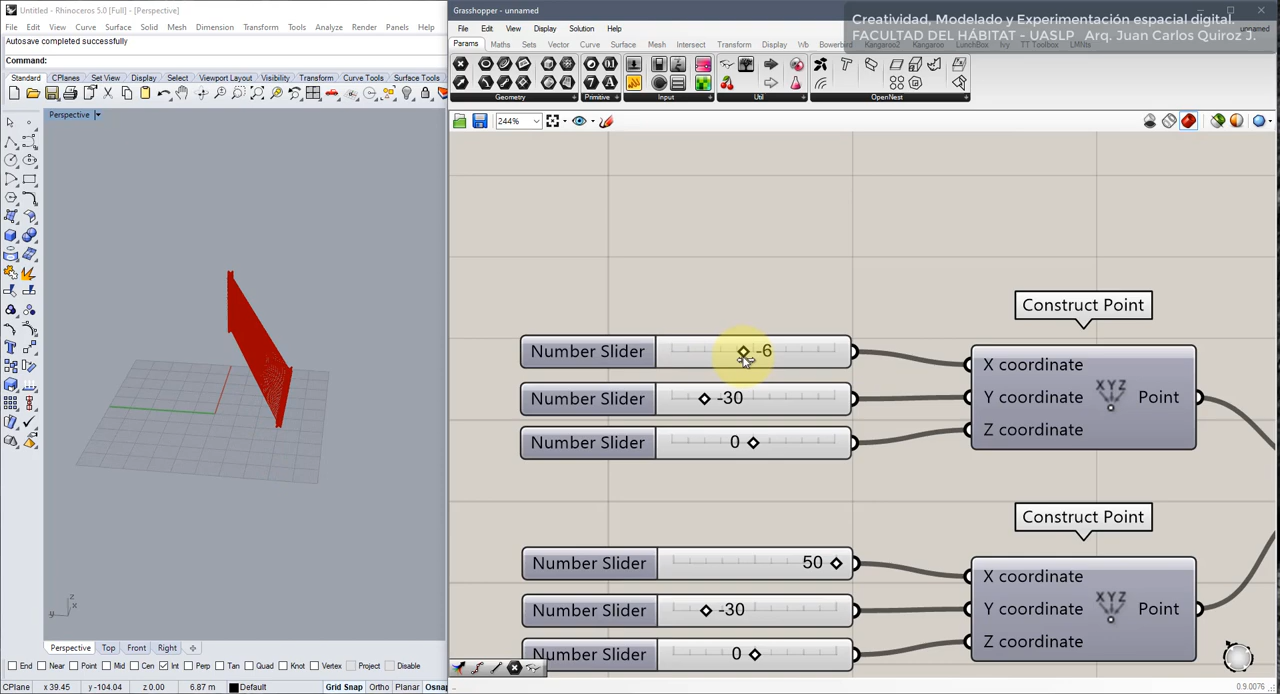 Untitled - Rhinoceros 5.0 [Full] - [Perspective]
File Edit View Curve Surface Solid Mesh Dimension Transform Tools Analyze Render Panels Help
Autosave completed successfully
Command:
Standard CPlanes Set View Display Select Viewport Layout Visibility Transform Curve Tools Surface Tools
Perspective
z
x
y
Perspective Top Front Right
End Near Point Mid Cen Int Perp Tan Quad Knot Vertex Project Disable
CPlane x 39.45 y -104.04 z 0.00 6.87 m Default Grid Snap Ortho Planar Osnap
Grasshopper - unnamed
File Edit View Display Solution Help
unnamed
Creatividad, Modelado y Experimentación espacial digital.
FACULTAD DEL HÁBITAT - UASLP Arq. Juan Carlos Quiroz J.
Params Maths Sets Vector Curve Surface Mesh Intersect Transform Display Wb Bowerbird Kangaroo2 Kangaroo LunchBox Ivy TT Toolbox LMNts
Geometry Primitive Input Util OpenNest
244%
Construct Point
Number Slider -6
Number Slider -30
Number Slider 0
X coordinate
Y coordinate
Z coordinate
XYZ
Point
Construct Point
Number Slider 50
Number Slider -30
Number Slider 0
X coordinate
Y coordinate
Z coordinate
XYZ
Point
0.9.0076